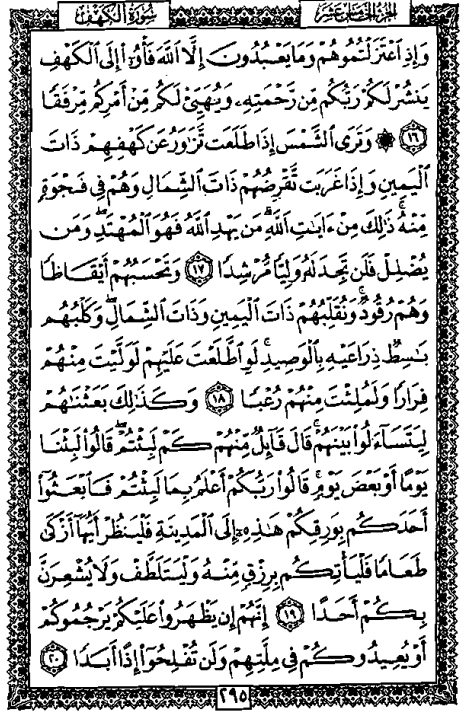 الجزء الخامس عشر
سورة الكهف
وَإِذِ ٱعۡتَزَلۡتُمُوهُمۡ وَمَا يَعۡبُدُونَ إِلَّا ٱللَّهَ فَأۡوُۥٓاْ إِلَى ٱلۡكَهۡفِ
يَنشُرۡ لَكُمۡ رَبُّكُم مِّن رَّحۡمَتِهِۦ وَيُهَيِّئۡ لَكُم مِّنۡ أَمۡرِكُم مِّرۡفَقٗا
۝١٦ ۞ وَتَرَى ٱلشَّمۡسَ إِذَا طَلَعَت تَّزَٰوَرُ عَن كَهۡفِهِمۡ ذَاتَ
ٱلۡيَمِينِ وَإِذَا غَرَبَت تَّقۡرِضُهُمۡ ذَاتَ ٱلشِّمَالِ وَهُمۡ فِي فَجۡوَةٖ
مِّنۡهُۚ ذَٰلِكَ مِنۡ ءَايَٰتِ ٱللَّهِۗ مَن يَهۡدِ ٱللَّهُ فَهُوَ ٱلۡمُهۡتَدِۖ وَمَن
يُضۡلِلۡ فَلَن تَجِدَ لَهُۥ وَلِيّٗا مُّرۡشِدٗا ۝١٧ وَتَحۡسَبُهُمۡ أَيۡقَاظٗا
وَهُمۡ رُقُودٞۚ وَنُقَلِّبُهُمۡ ذَاتَ ٱلۡيَمِينِ وَذَاتَ ٱلشِّمَالِۖ وَكَلۡبُهُم
بَٰسِطٞ ذِرَاعَيۡهِ بِٱلۡوَصِيدِۚ لَوِ ٱطَّلَعۡتَ عَلَيۡهِمۡ لَوَلَّيۡتَ مِنۡهُمۡ
فِرَارٗا وَلَمُلِئۡتَ مِنۡهُمۡ رُعۡبٗا ۝١٨ وَكَذَٰلِكَ بَعَثۡنَٰهُمۡ
لِيَتَسَآءَلُواْ بَيۡنَهُمۡۚ قَالَ قَآئِلٞ مِّنۡهُمۡ كَمۡ لَبِثۡتُمۡۖ قَالُواْ لَبِثۡنَا
يَوۡمًا أَوۡ بَعۡضَ يَوۡمٖۚ قَالُواْ رَبُّكُمۡ أَعۡلَمُ بِمَا لَبِثۡتُمۡ فَٱبۡعَثُوٓاْ
أَحَدَكُم بِوَرِقِكُمۡ هَٰذِهِۦٓ إِلَى ٱلۡمَدِينَةِ فَلۡيَنظُرۡ أَيُّهَآ أَزۡكَىٰ
طَعَامٗا فَلۡيَأۡتِكُم بِرِزۡقٖ مِّنۡهُ وَلۡيَتَلَطَّفۡ وَلَا يُشۡعِرَنَّ
بِكُمۡ أَحَدًا ۝١٩ إِنَّهُمۡ إِن يَظۡهَرُواْ عَلَيۡكُمۡ يَرۡجُمُوكُمۡ
أَوۡ يُعِيدُوكُمۡ فِي مِلَّتِهِمۡ وَلَن تُفۡلِحُوٓاْ إِذًا أَبَدٗا ۝٢٠
٢٩٥